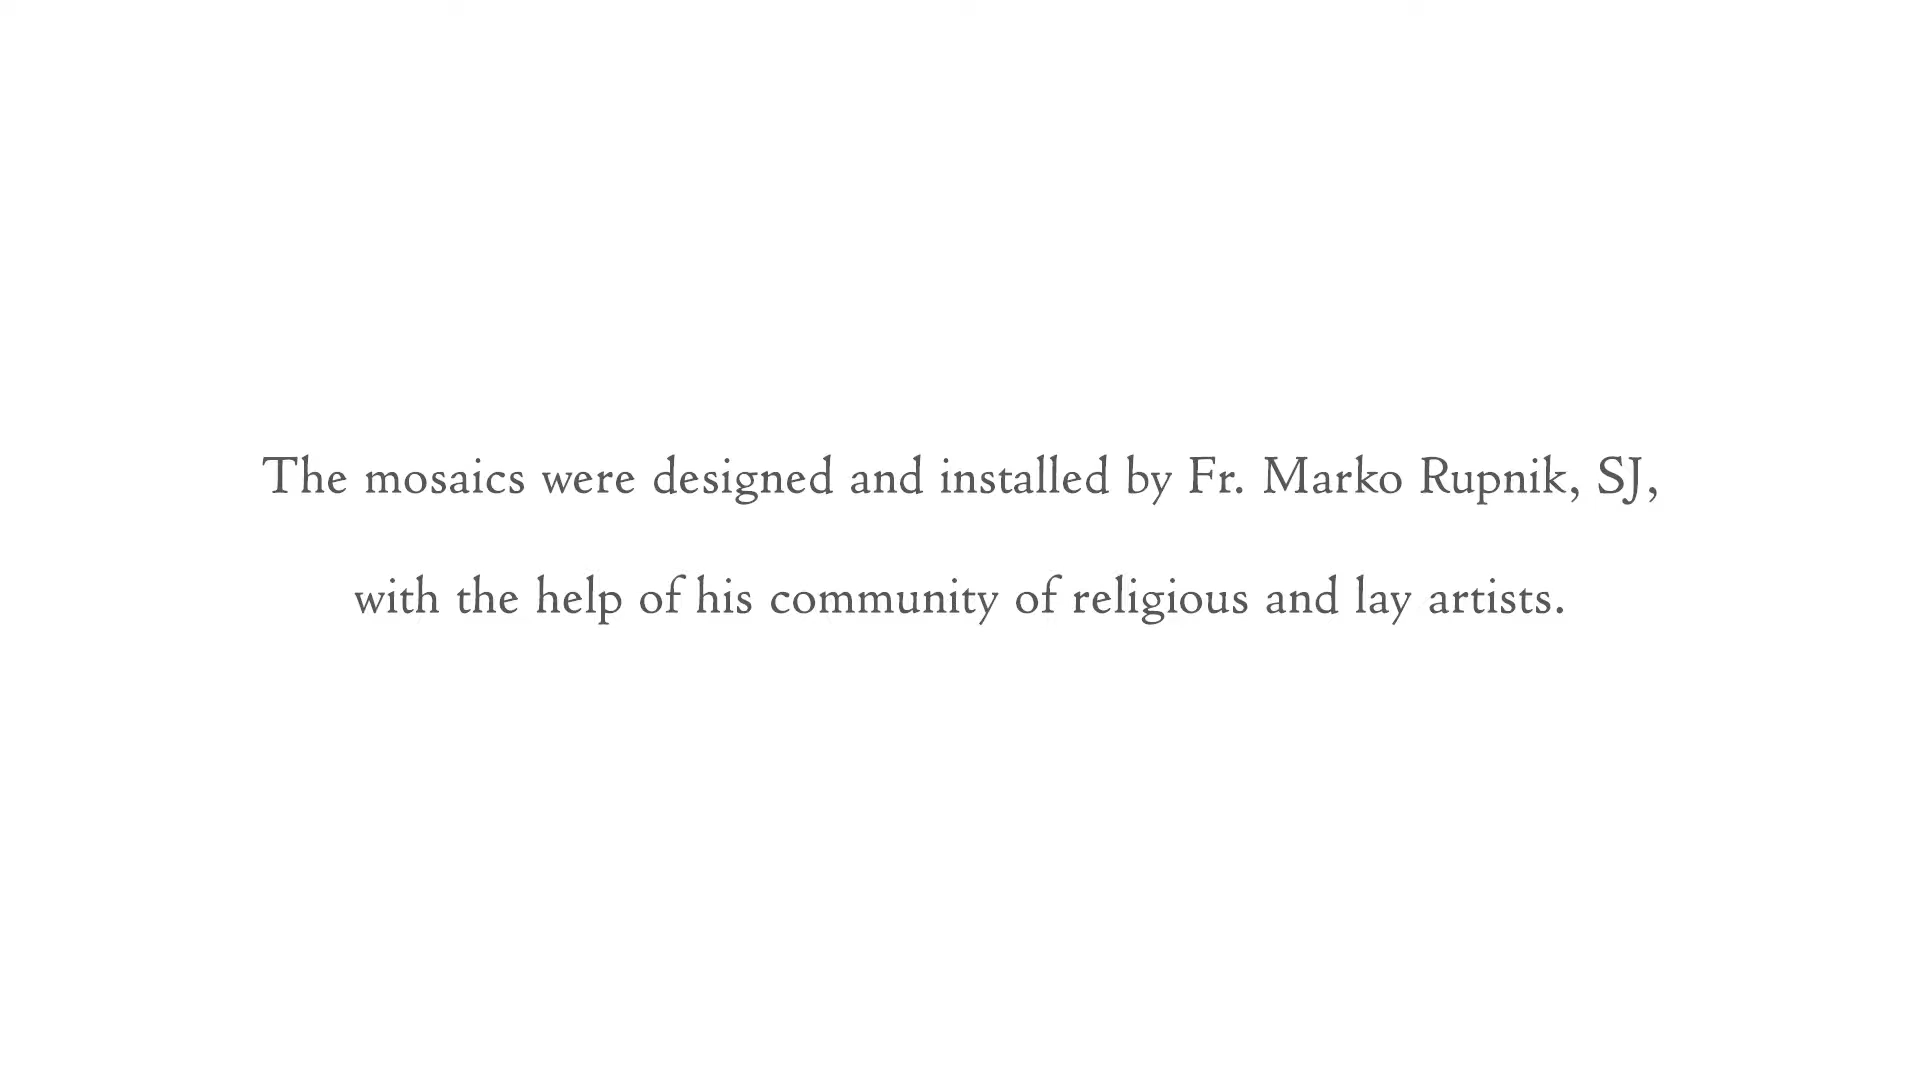 The mosaics were designed and installed by Fr. Marko Rupnik, SJ,
with the help of his community of religious and lay artists.